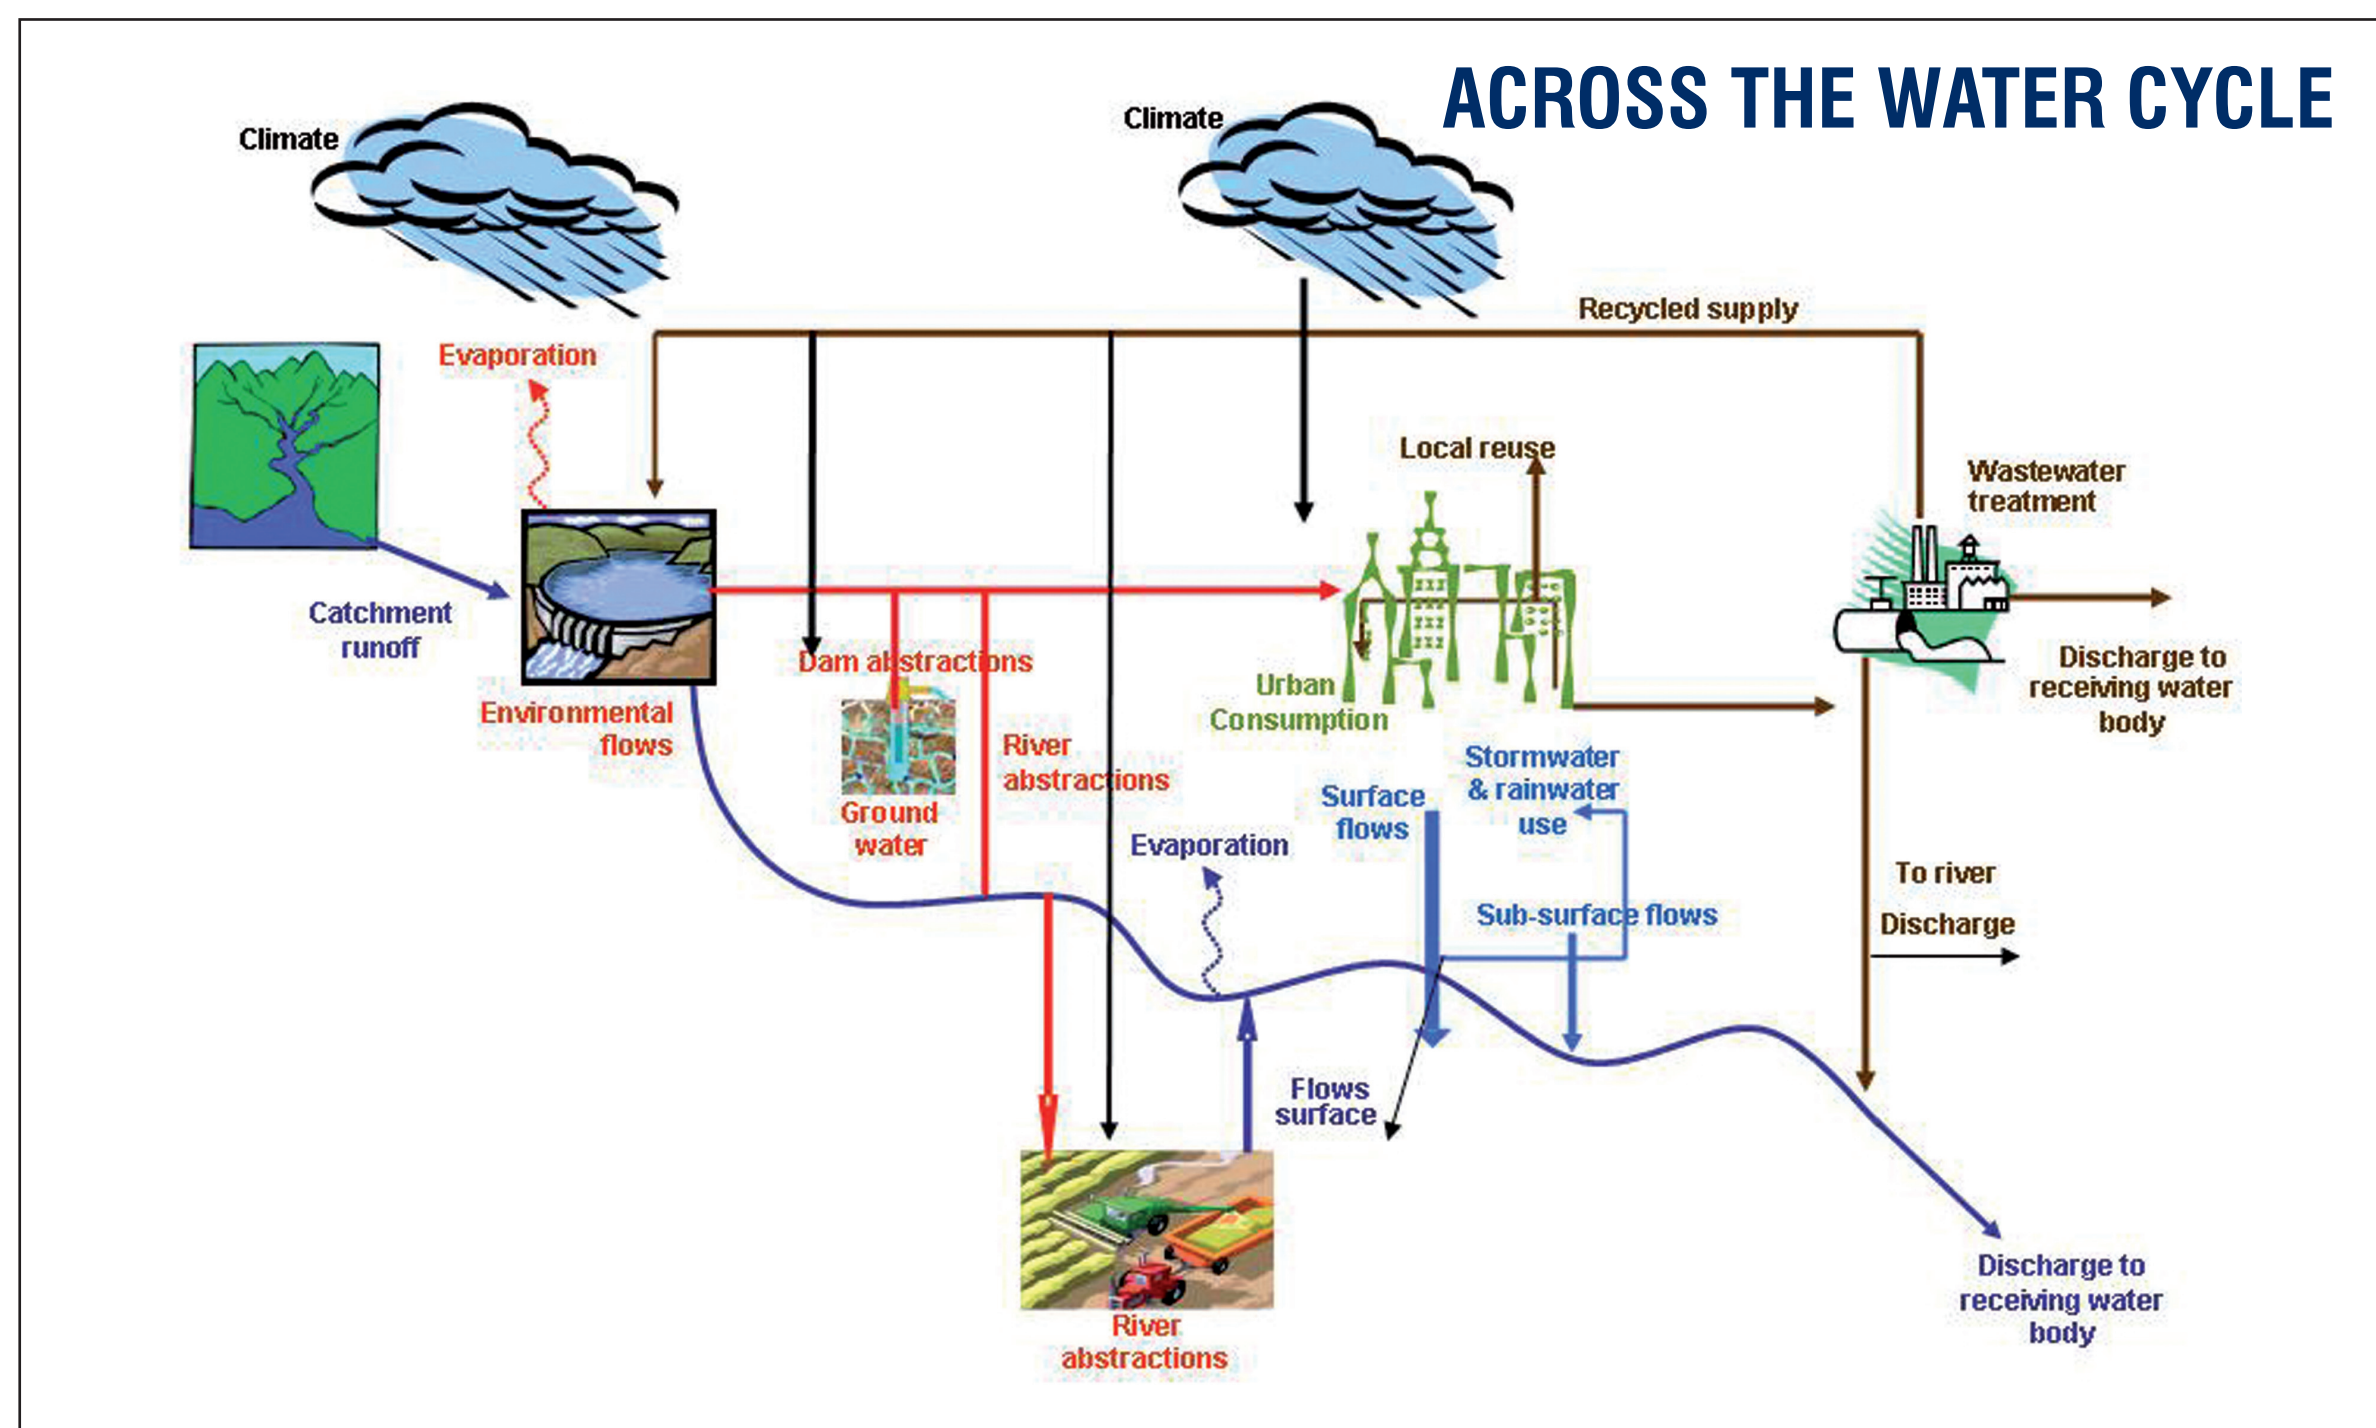 ACROSS THE WATER CYCLE
Climate
Climate
Recycled supply
Evaporation
Local reuse
Wastewater
treatment
Catchment
runoff
Dam abstractions
Environmental
flows
Urban
Consumption
Discharge to
receiving water
body
River
abstractions
Ground
water
Stormwater
& rainwater
use
Surface
flows
Evaporation
To river
Discharge
Sub-surface flows
Flows
surface
Discharge to
receiving water
body
River
abstractions